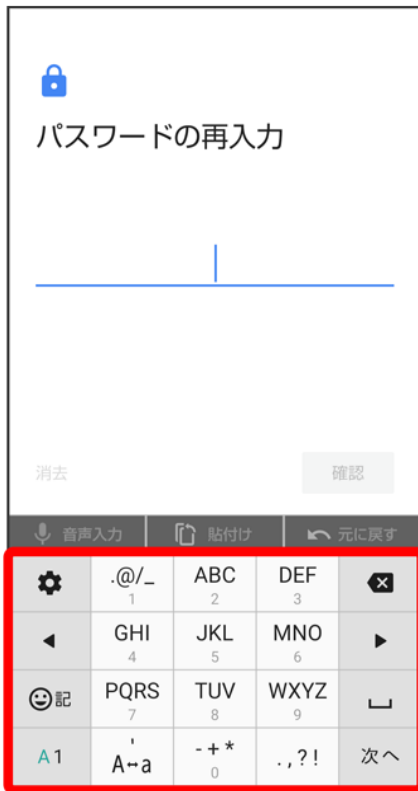 パスワードの再入力
消去 確認
音声入力 貼付け 元に戻す
.@/_ ABC DEF
1 2 3
GHI JKL MNO
4 5 6
記 PQRS TUV WXYZ
7 8 9
A1 ' A↔a -+* .,?! 次へ
0